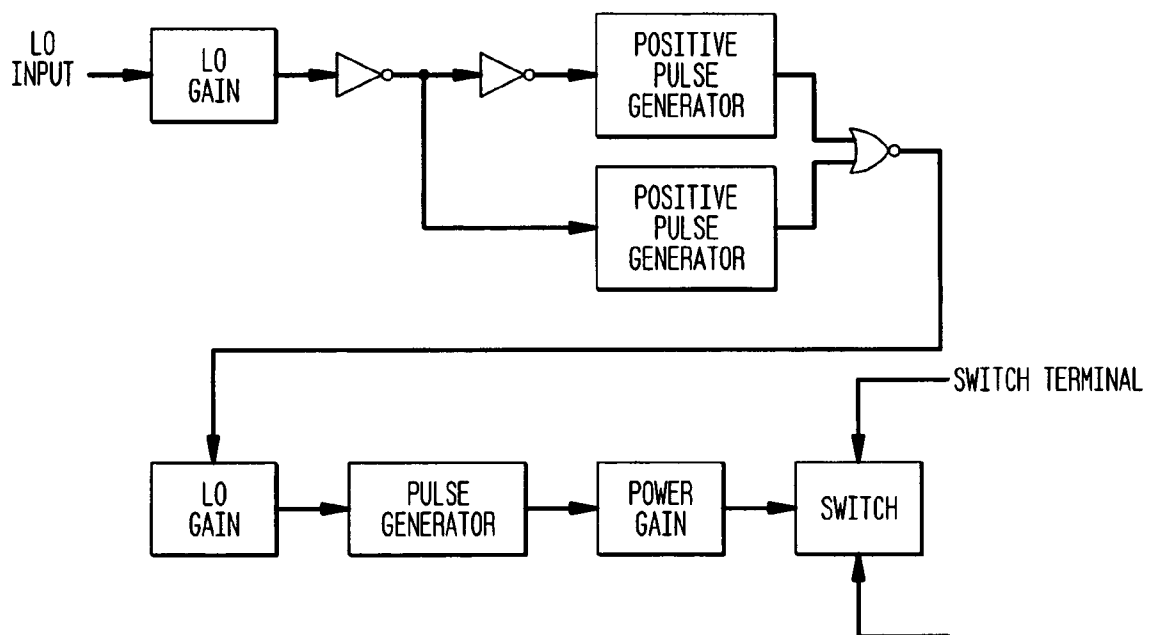 LO
INPUT
LO
GAIN
POSITIVE
PULSE
GENERATOR
POSITIVE
PULSE
GENERATOR
SWITCH TERMINAL
LO
GAIN
PULSE
GENERATOR
POWER
GAIN
SWITCH